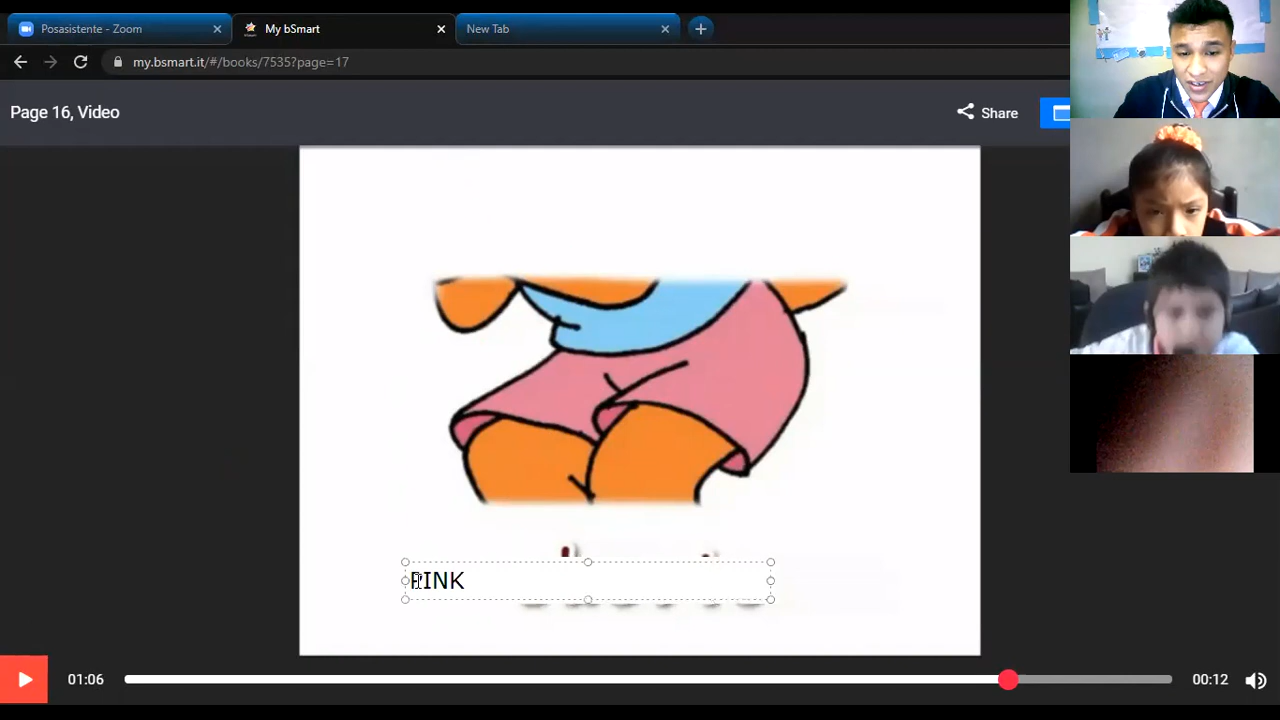 Posasistente - Zoom
My bSmart
New Tab
my.bsmart.it/#/books/7535?page=17
Page 16, Video
Share
PINK
01:06
00:12